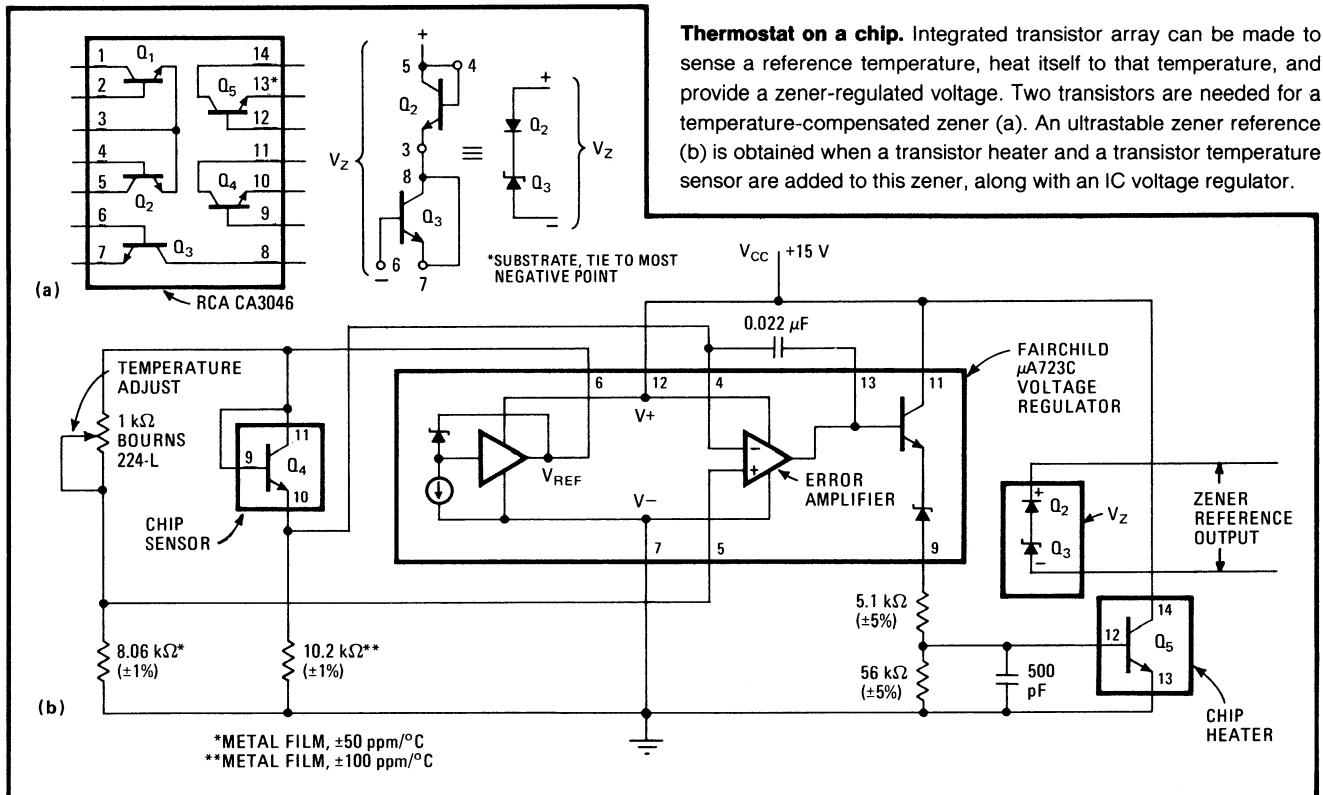 Thermostat on a chip. Integrated transistor array can be made to
sense a reference temperature, heat itself to that temperature, and
provide a zener-regulated voltage. Two transistors are needed for a
temperature-compensated zener (a). An ultrastable zener reference
(b) is obtained when a transistor heater and a transistor temperature
sensor are added to this zener, along with an IC voltage regulator.
1
2
3
4
5
6
7
Q1
Q2
Q3
Q5
Q4
14
13*
12
11
10
9
8
(a)
RCA CA3046
VZ
+
5
4
Q2
3
8
Q3
6
–
7
≡
+
Q2
Q3
–
VZ
*SUBSTRATE, TIE TO MOST
NEGATIVE POINT
VCC +15 V
0.022 µF
TEMPERATURE
ADJUST
1 kΩ
BOURNS
224-L
11
9
Q4
10
CHIP
SENSOR
6
12
4
13
11
FAIRCHILD
µA723C
VOLTAGE
REGULATOR
V+
VREF
–
+
ERROR
AMPLIFIER
V–
7
5
9
+
Q2
Q3
–
VZ
ZENER
REFERENCE
OUTPUT
8.06 kΩ*
(±1%)
10.2 kΩ**
(±1%)
5.1 kΩ
(±5%)
56 kΩ
(±5%)
500
pF
14
12
Q5
13
CHIP
HEATER
(b)
*METAL FILM, ±50 ppm/°C
**METAL FILM, ±100 ppm/°C